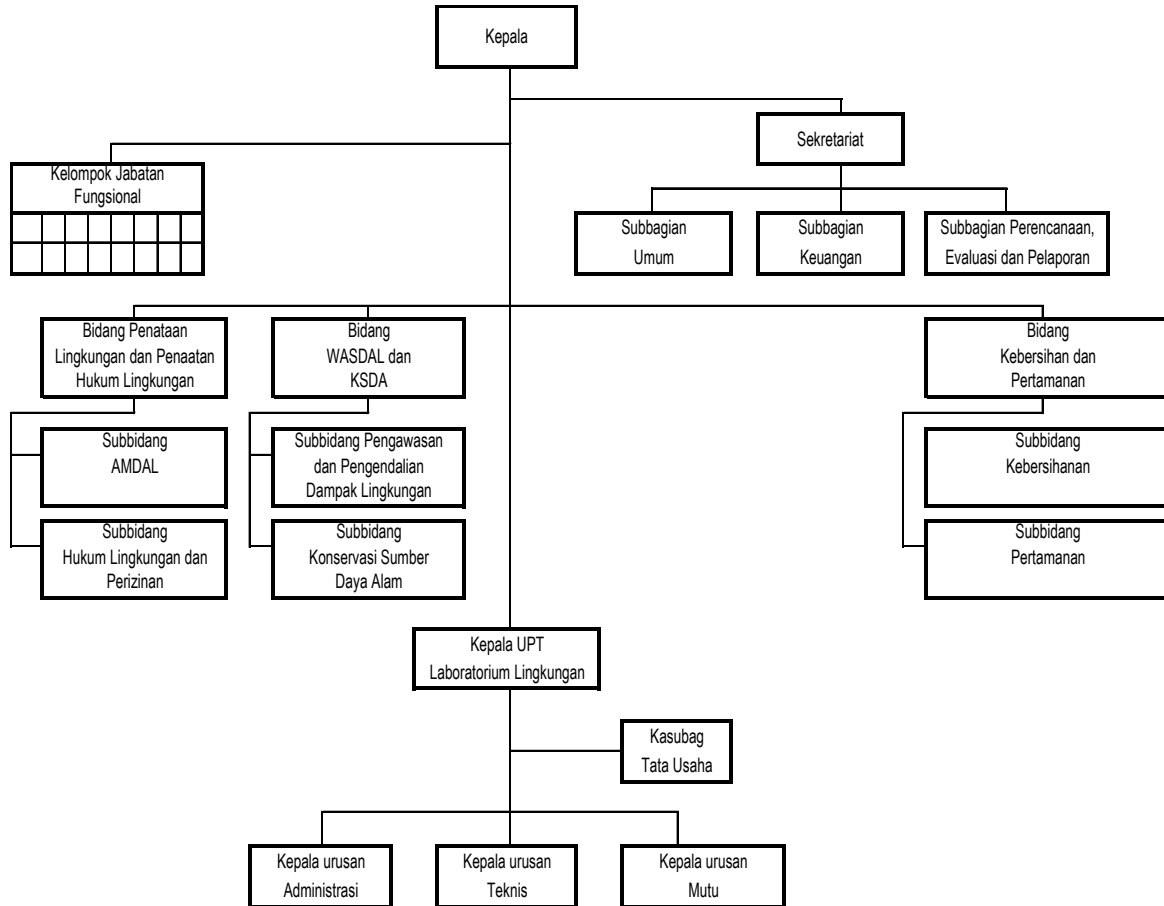 Kepala
Sekretariat
Kelompok Jabatan
Fungsional
Subbagian
Umum
Subbagian
Keuangan
Subbagian Perencanaan,
Evaluasi dan Pelaporan
Bidang Penataan
Lingkungan dan Penaatan
Hukum Lingkungan
Bidang
WASDAL dan
KSDA
Bidang
Kebersihan dan
Pertamanan
Subbidang
AMDAL
Subbidang Pengawasan
dan Pengendalian
Dampak Lingkungan
Subbidang
Kebersihanan
Subbidang
Hukum Lingkungan dan
Perizinan
Subbidang
Konservasi Sumber
Daya Alam
Subbidang
Pertamanan
Kepala UPT
Laboratorium Lingkungan
Kasubag
Tata Usaha
Kepala urusan
Administrasi
Kepala urusan
Teknis
Kepala urusan
Mutu